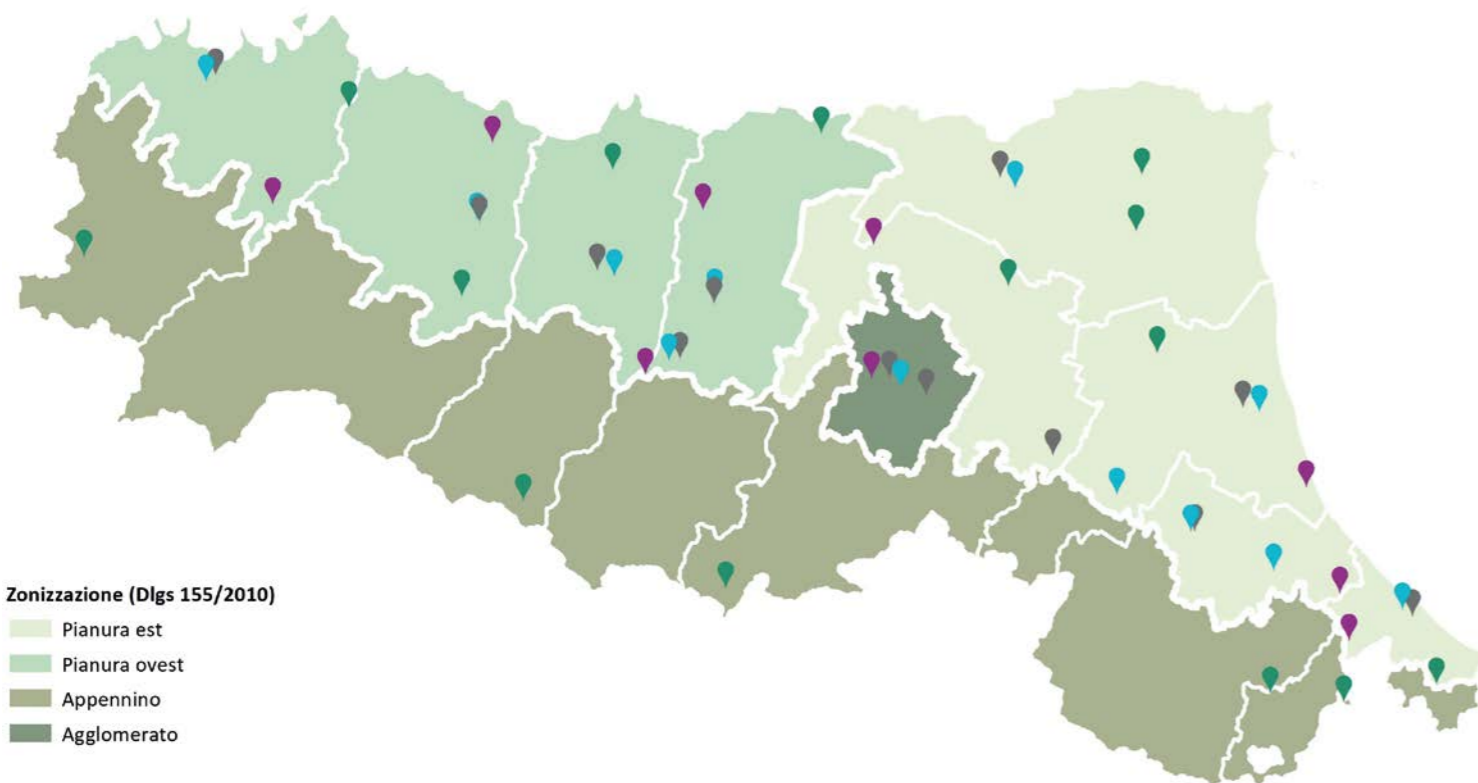 Zonizzazione (Dlgs 155/2010)
Pianura est
Pianura ovest
Appennino
Agglomerato